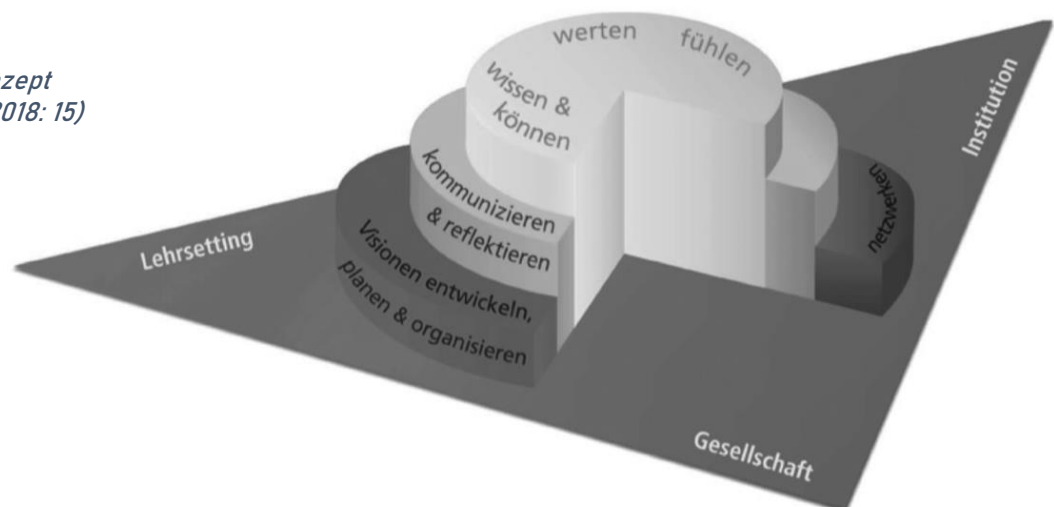 zept
2018: 15)
werten
fühlen
wissen &
können
kommunizieren
& reflektieren
Visionen entwickeln,
planen & organisieren
netzwerken
Lehrsetting
Institution
Gesellschaft